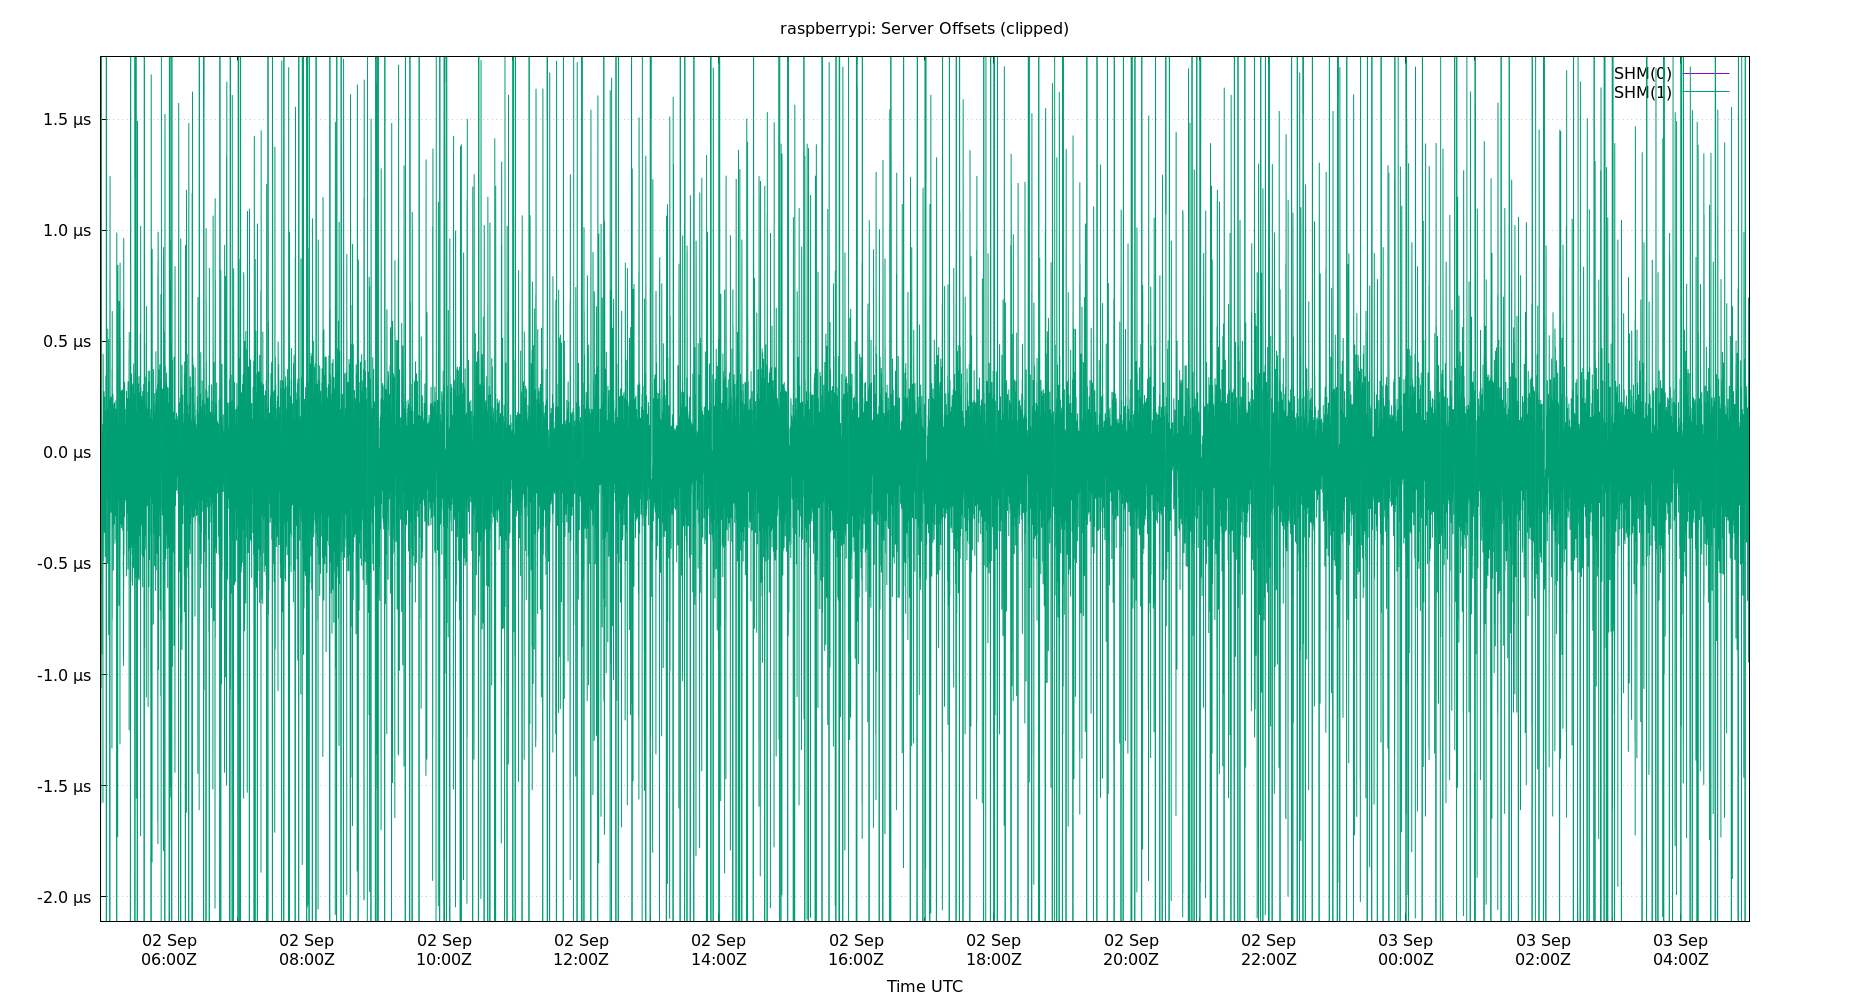 raspberrypi: Server Offsets (clipped)
SHM(0)
SHM(1)
1.5 µs
1.0 µs
0.5 µs
0.0 µs
-0.5 µs
-1.0 µs
-1.5 µs
-2.0 µs
02 Sep 02 Sep 02 Sep 02 Sep 02 Sep 02 Sep 02 Sep 02 Sep 02 Sep 03 Sep 03 Sep 03 Sep
06:00Z 08:00Z 10:00Z 12:00Z 14:00Z 16:00Z 18:00Z 20:00Z 22:00Z 00:00Z 02:00Z 04:00Z
Time UTC